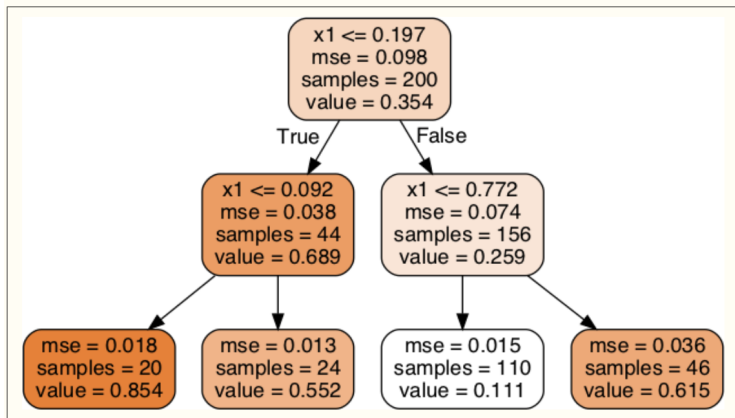 x1 <= 0.197
mse = 0.098
samples = 200
value = 0.354
True
False
x1 <= 0.092
mse = 0.038
samples = 44
value = 0.689
x1 <= 0.772
mse = 0.074
samples = 156
value = 0.259
mse = 0.018
samples = 20
value = 0.854
mse = 0.013
samples = 24
value = 0.552
mse = 0.015
samples = 110
value = 0.111
mse = 0.036
samples = 46
value = 0.615